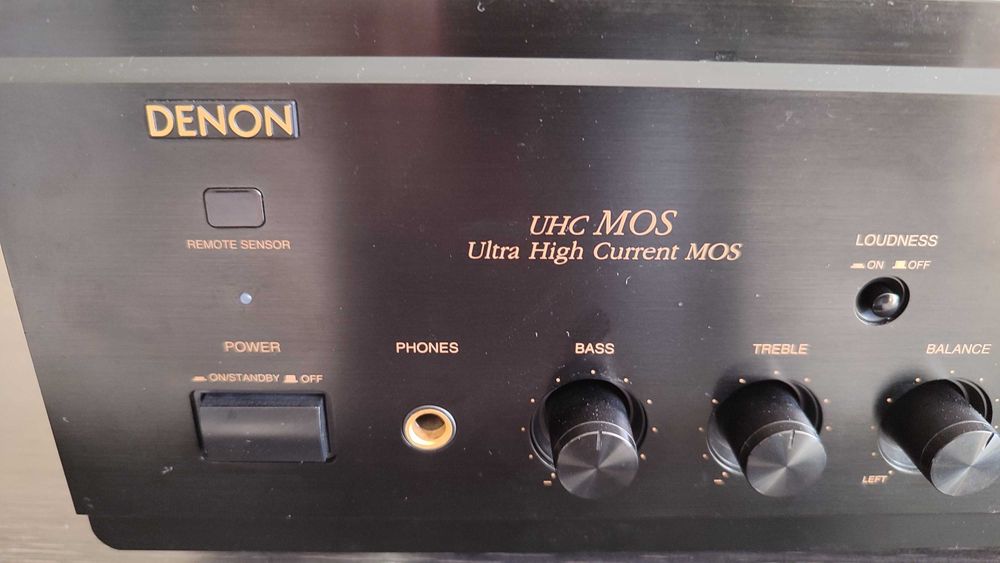 DENON
REMOTE SENSOR
UHC MOS
Ultra High Current MOS
LOUDNESS
ON OFF
POWER
ON/STANDBY OFF
PHONES
BASS
TREBLE
BALANCE
LEFT